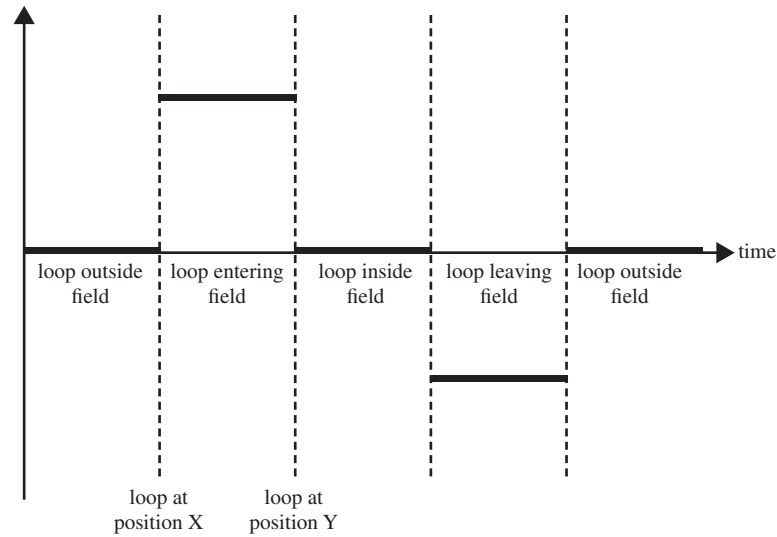 time
loop outside
field
loop entering
field
loop inside
field
loop leaving
field
loop outside
field
loop at
position X
loop at
position Y